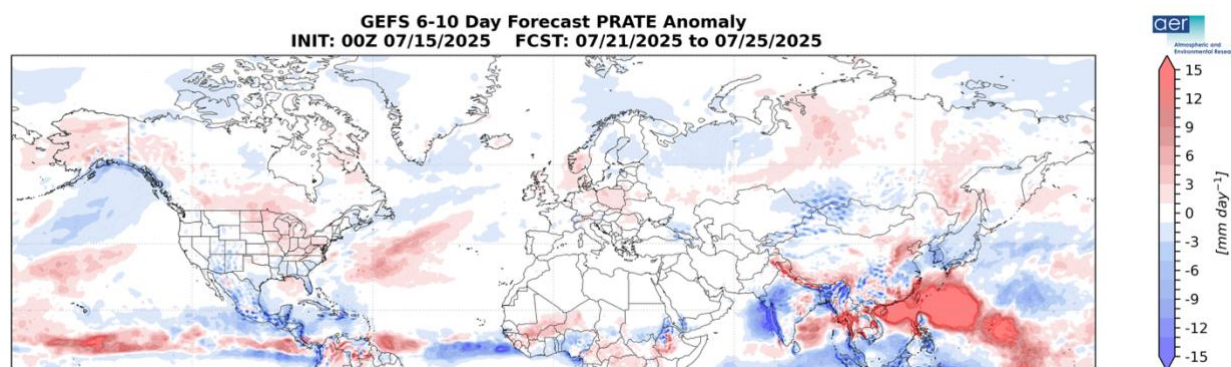 GEFS 6-10 Day Forecast PRATE Anomaly
INIT: 00Z 07/15/2025 FCST: 07/21/2025 to 07/25/2025
aer
Atmospheric and
Environmental
15
12
9
6
3
0
-3
-6
-9
-12
-15
[mm day⁻¹]